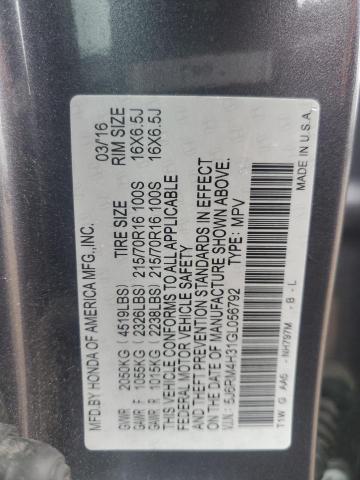 MFD.BY HONDA OF AMERICA MFG.,INC. 03/16
TIRE SIZE RIM SIZE
GVWR 2050KG (4519LBS)
GAWR F 1055KG (2326LBS) 215/70R16 100S 16X6.5J
GAWR R 1015KG (2238LBS) 215/70R16 100S 16X6.5J
THIS VEHICLE CONFORMS TO ALL APPLICABLE
FEDERAL MOTOR VEHICLE SAFETY
AND THEFT PREVENTION STANDARDS IN EFFECT
ON THE DATE OF MANUFACTURE SHOWN ABOVE.
V.I.N.: 5J6RM4H31GL056792 TYPE: MPV
T1W G AA6 NH797M - B - L MADE IN U.S.A.